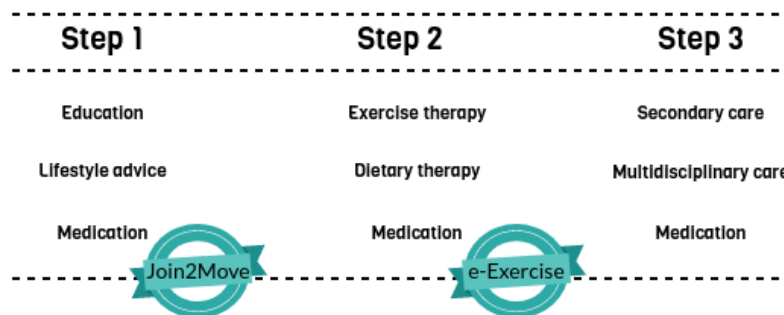 Step 1 Step 2 Step 3
Education Exercise therapy Secondary care
Lifestyle advice Dietary therapy Multidisciplinary care
Medication Medication Medication
Join2Move e-Exercise